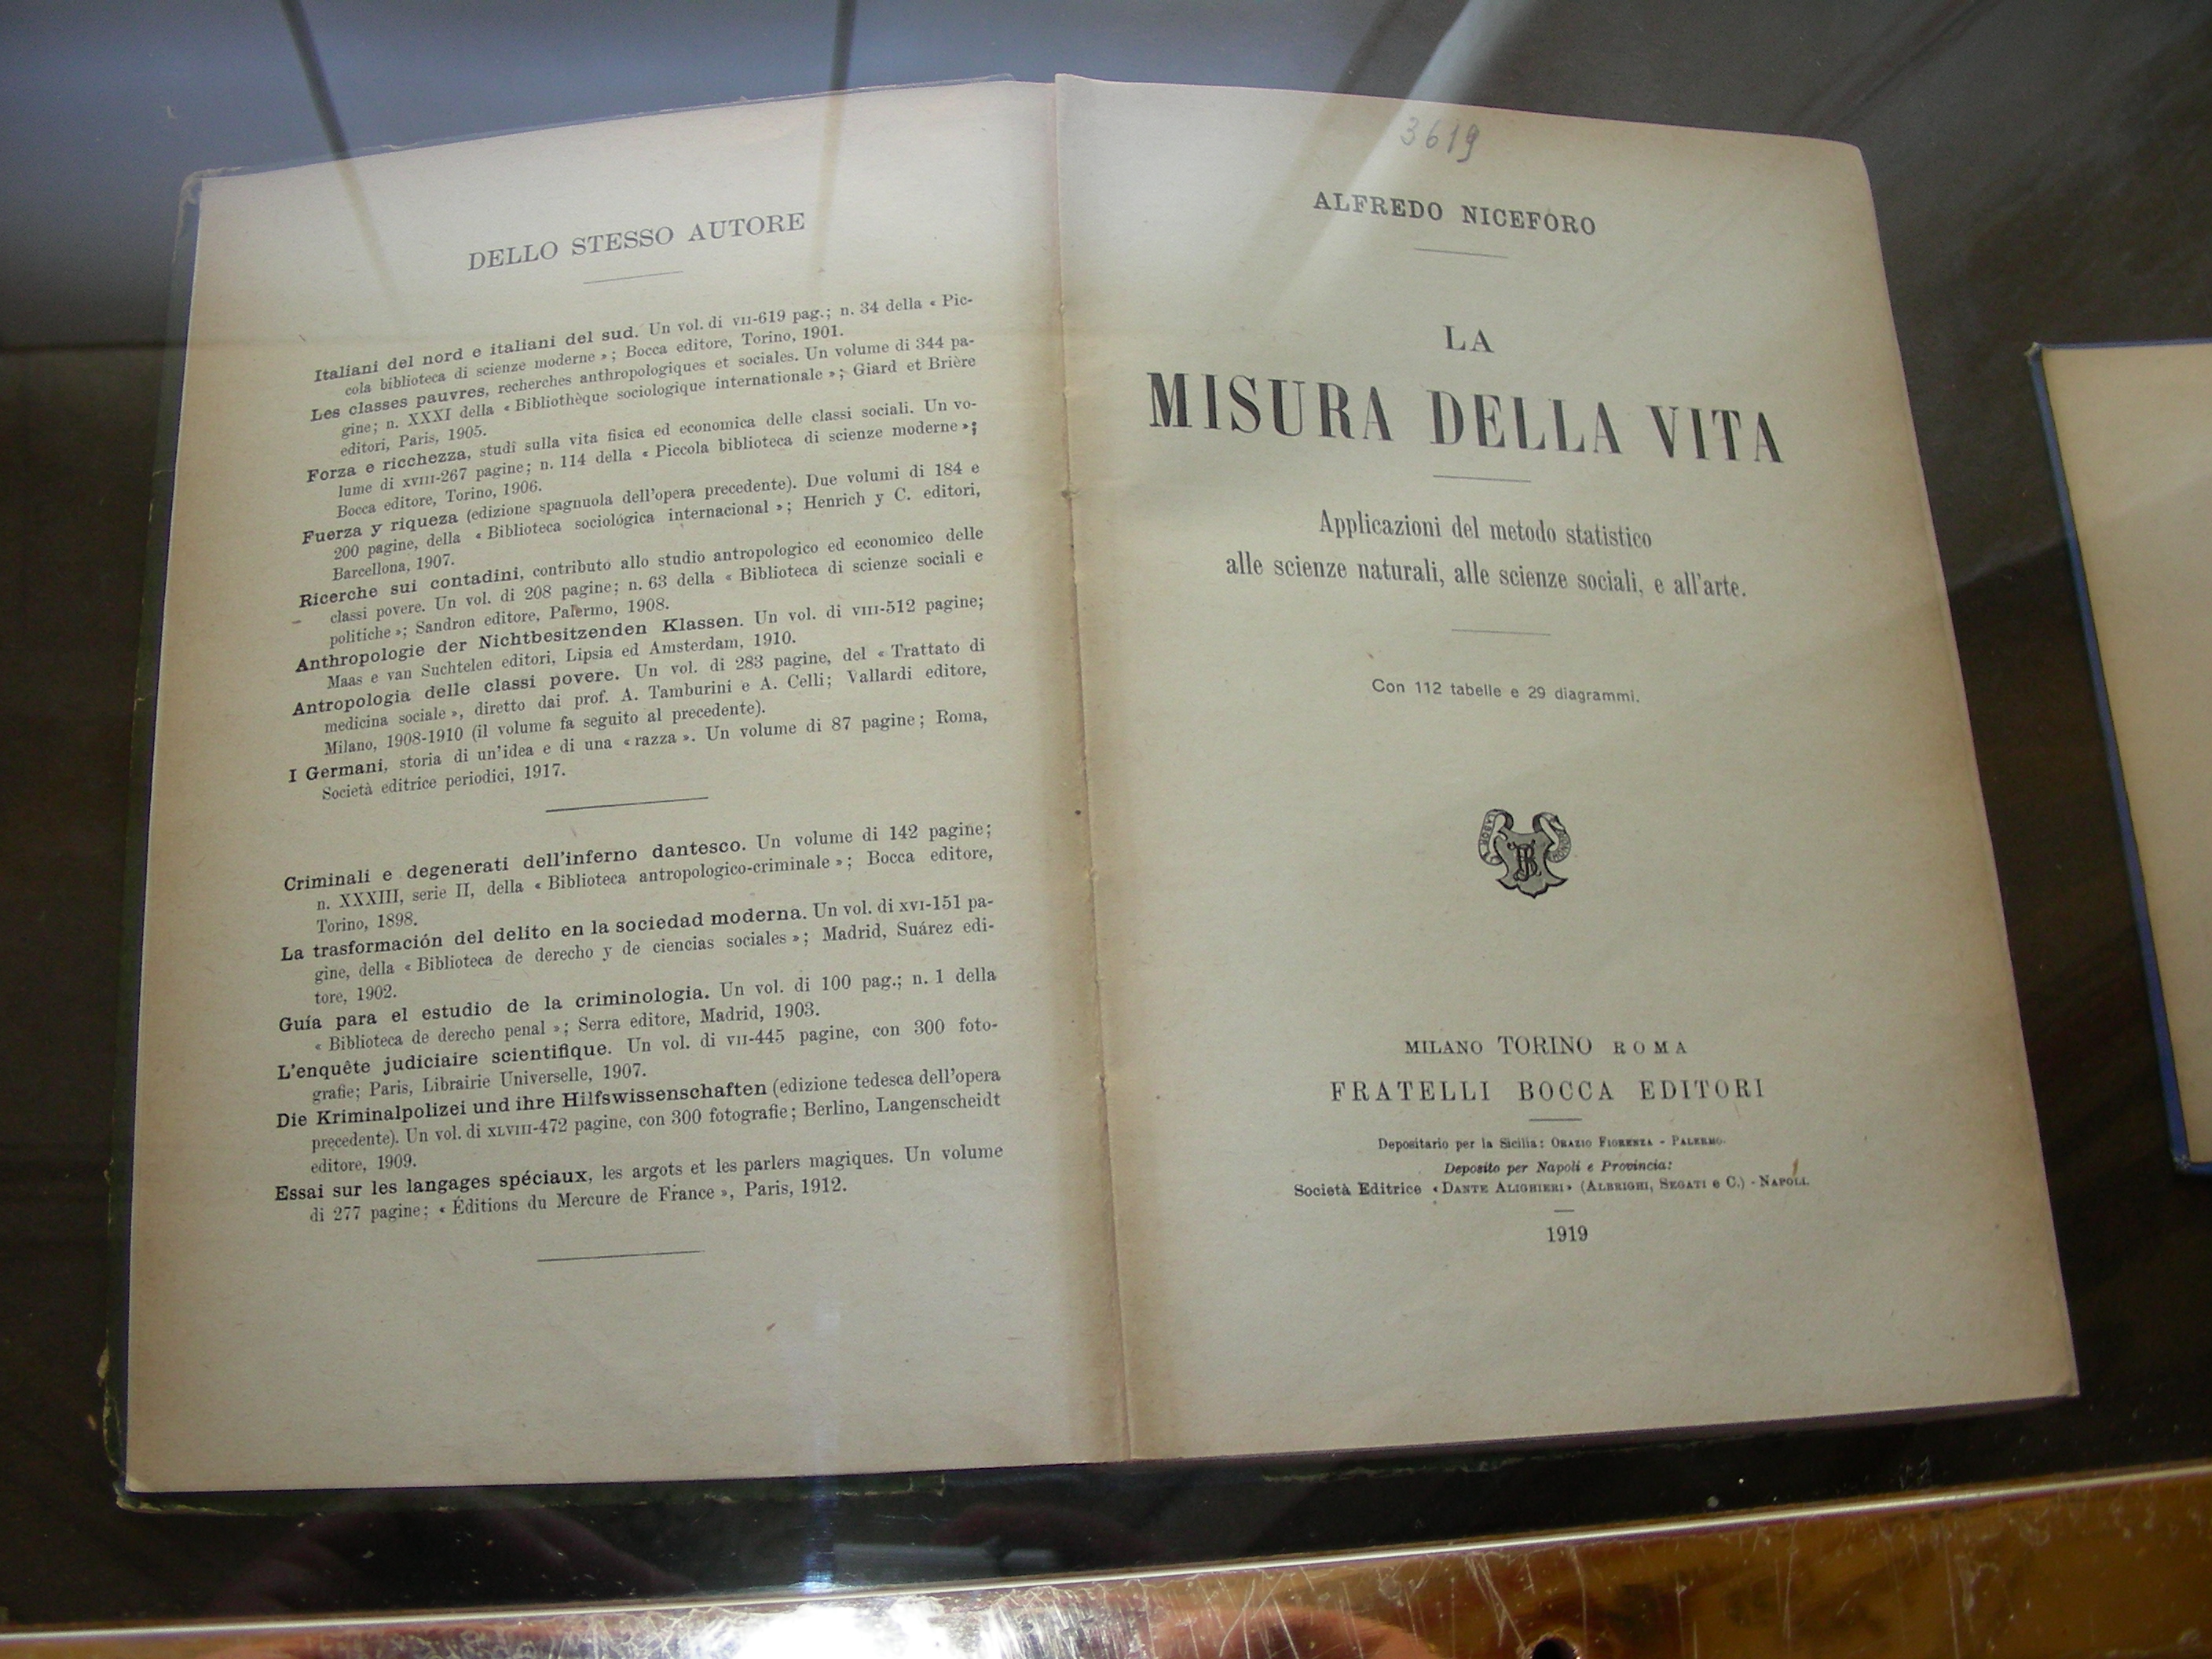 DELLO STESSO AUTORE
Italiani del nord e italiani del sud. Un vol. di VII-619 pag.; n. 34 della « Pic-
cola biblioteca di scienze moderne »; Bocca editore, Torino, 1901.
Les classes pauvres, recherches anthropologiques et sociales. Un volume di 344 pa-
gine; n. XXXI della « Bibliothèque sociologique internationale »; Giard et Brière
editori, Paris, 1905.
Forza e ricchezza, studî sulla vita fisica ed economica delle classi sociali. Un vo-
lume di XVIII-267 pagine; n. 114 della « Piccola biblioteca di scienze moderne »;
Bocca editore, Torino, 1906.
Fuerza y riqueza (edizione spagnuola dell'opera precedente). Due volumi di 184 e
200 pagine, della « Biblioteca sociológica internacional »; Henrich y C. editori,
Barcellona, 1907.
Ricerche sui contadini, contributo allo studio antropologico ed economico delle
classi povere. Un vol. di 208 pagine; n. 63 della « Biblioteca di scienze sociali e
politiche »; Sandron editore, Palermo, 1908.
Anthropologie der Nichtbesitzenden Klassen. Un vol. di VIII-512 pagine;
Maas e van Suchtelen editori, Lipsia ed Amsterdam, 1910.
Antropologia delle classi povere. Un vol. di 283 pagine, del « Trattato di
medicina sociale », diretto dai prof. A. Tamburini e A. Celli; Vallardi editore,
Milano, 1908-1910 (il volume fa seguito al precedente).
I Germani, storia di un'idea e di una « razza ». Un volume di 87 pagine; Roma,
Società editrice periodici, 1917.
Criminali e degenerati dell'inferno dantesco. Un volume di 142 pagine;
n. XXXIII, serie II, della « Biblioteca antropologico-criminale »; Bocca editore,
Torino, 1898.
La trasformación del delito en la sociedad moderna. Un vol. di XVI-151 pa-
gine, della « Biblioteca de derecho y de ciencias sociales »; Madrid, Suárez edi-
tore, 1902.
Guía para el estudio de la criminologia. Un vol. di 100 pag.; n. 1 della
« Biblioteca de derecho penal »; Serra editore, Madrid, 1903.
L'enquête judiciaire scientifique. Un vol. di VII-445 pagine, con 300 foto-
grafie; Paris, Librairie Universelle, 1907.
Die Kriminalpolizei und ihre Hilfswissenschaften (edizione tedesca dell'opera
precedente). Un vol. di XLVIII-472 pagine, con 300 fotografie; Berlino, Langenscheidt
editore, 1909.
Essai sur les langages spéciaux, les argots et les parlers magiques. Un volume
di 277 pagine; « Éditions du Mercure de France », Paris, 1912.
3619
ALFREDO NICEFORO
LA
MISURA DELLA VITA
Applicazioni del metodo statistico
alle scienze naturali, alle scienze sociali, e all'arte.
Con 112 tabelle e 29 diagrammi.
MILANO TORINO ROMA
FRATELLI BOCCA EDITORI
Depositario per la Sicilia: ORAZIO FIORENZA - PALERMO.
Deposito per Napoli e Provincia:
Società Editrice «DANTE ALIGHIERI» (ALBRIGHI, SEGATI e C.) - NAPOLI.
1919